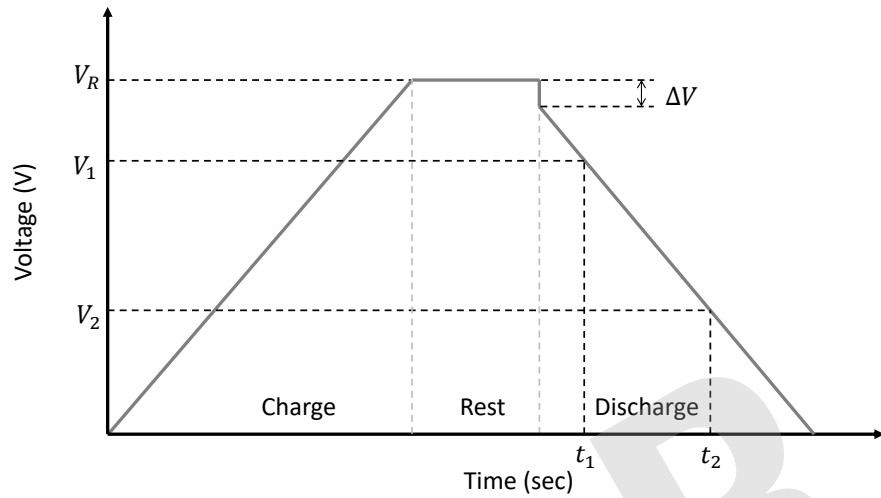 V_R
ΔV
V_1
Voltage (V)
V_2
Charge
Rest
Discharge
t_1
t_2
Time (sec)